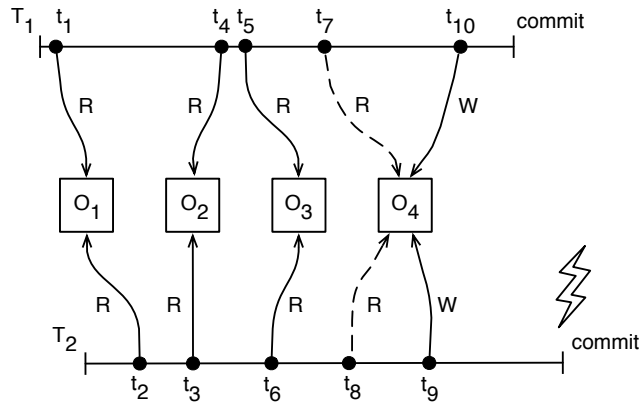 T1 t1 t4 t5 t7 t10 commit
R R R R W
O1 O2 O3 O4
R R R R W
T2 commit
t2 t3 t6 t8 t9